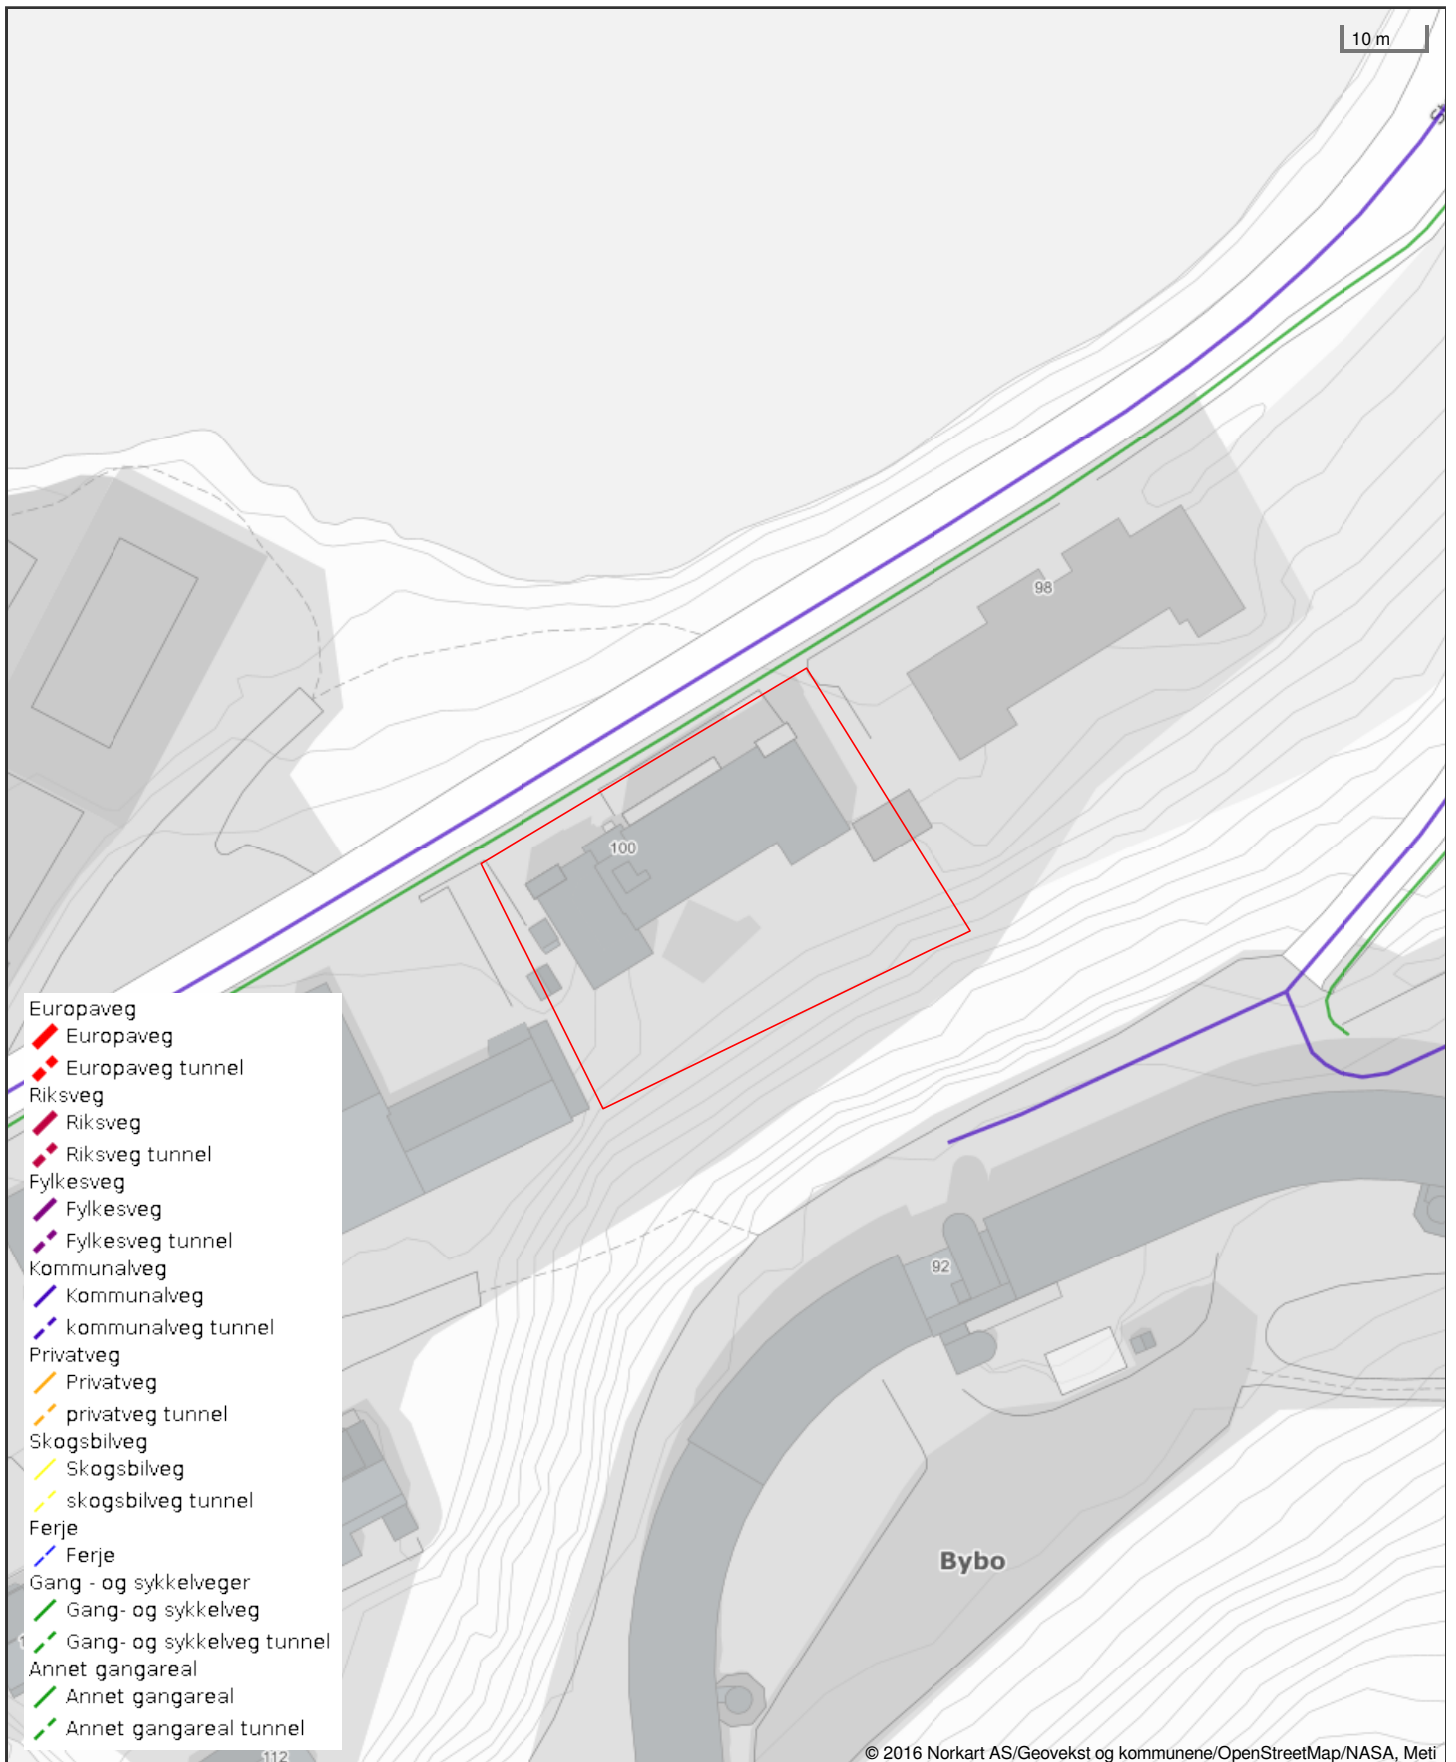 10 m
98
100
Europaveg
Europaveg
Europaveg tunnel
Riksveg
Riksveg
Riksveg tunnel
Fylkesveg
Fylkesveg
Fylkesveg tunnel
Kommunalveg
Kommunalveg
kommunalveg tunnel
Privatveg
Privatveg
privatveg tunnel
Skogsbilveg
Skogsbilveg
skogsbilveg tunnel
Ferje
Ferje
Gang - og sykkelveger
Gang- og sykkelveg
Gang- og sykkelveg tunnel
Annet gangareal
Annet gangareal
Annet gangareal tunnel
92
Bybo
112
© 2016 Norkart AS/Geovekst og kommunene/OpenStreetMap/NASA, Meti